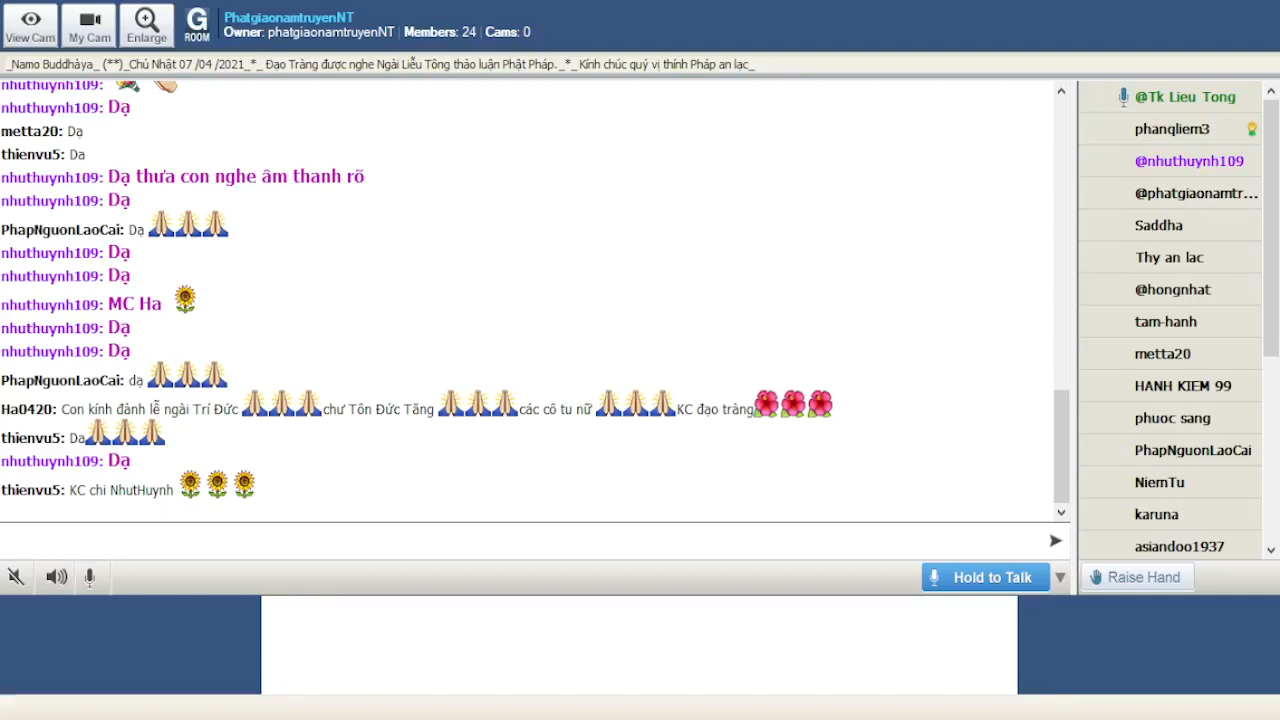 View Cam
My Cam
Enlarge
G
ROOM
PhatgiaonamtruyenNT
Owner: phatgiaonamtruyenNT | Members: 24 | Cams: 0
_Namo Buddhàya_ (**)_Chủ Nhật 07 /04 /2021_*_ Đạo Tràng được nghe Ngài Liễu Tông thảo luận Phật Pháp._*_Kính chúc quý vị thính Pháp an lạc_
nhuthuynh109:
nhuthuynh109: Dạ
metta20: Dạ
thienvu5: Da
nhuthuynh109: Dạ thưa con nghe âm thanh rõ
nhuthuynh109: Dạ
PhapNguonLaoCai: Dạ
nhuthuynh109: Dạ
nhuthuynh109: Dạ
nhuthuynh109: MC Ha
nhuthuynh109: Dạ
nhuthuynh109: Dạ
PhapNguonLaoCai: dạ
Ha0420: Con kính đảnh lễ ngài Trí Đức chư Tôn Đức Tăng các cô tu nữ KC đạo tràng
thienvu5: Da
nhuthuynh109: Dạ
thienvu5: KC chi NhutHuynh
Hold to Talk
@Tk Lieu Tong
phanqliem3
@nhuthuynh109
@phatgiaonamtr...
Saddha
Thy an lac
@hongnhat
tam-hanh
metta20
HANH KIEM 99
phuoc sang
PhapNguonLaoCai
NiemTu
karuna
asiandoo1937
Raise Hand